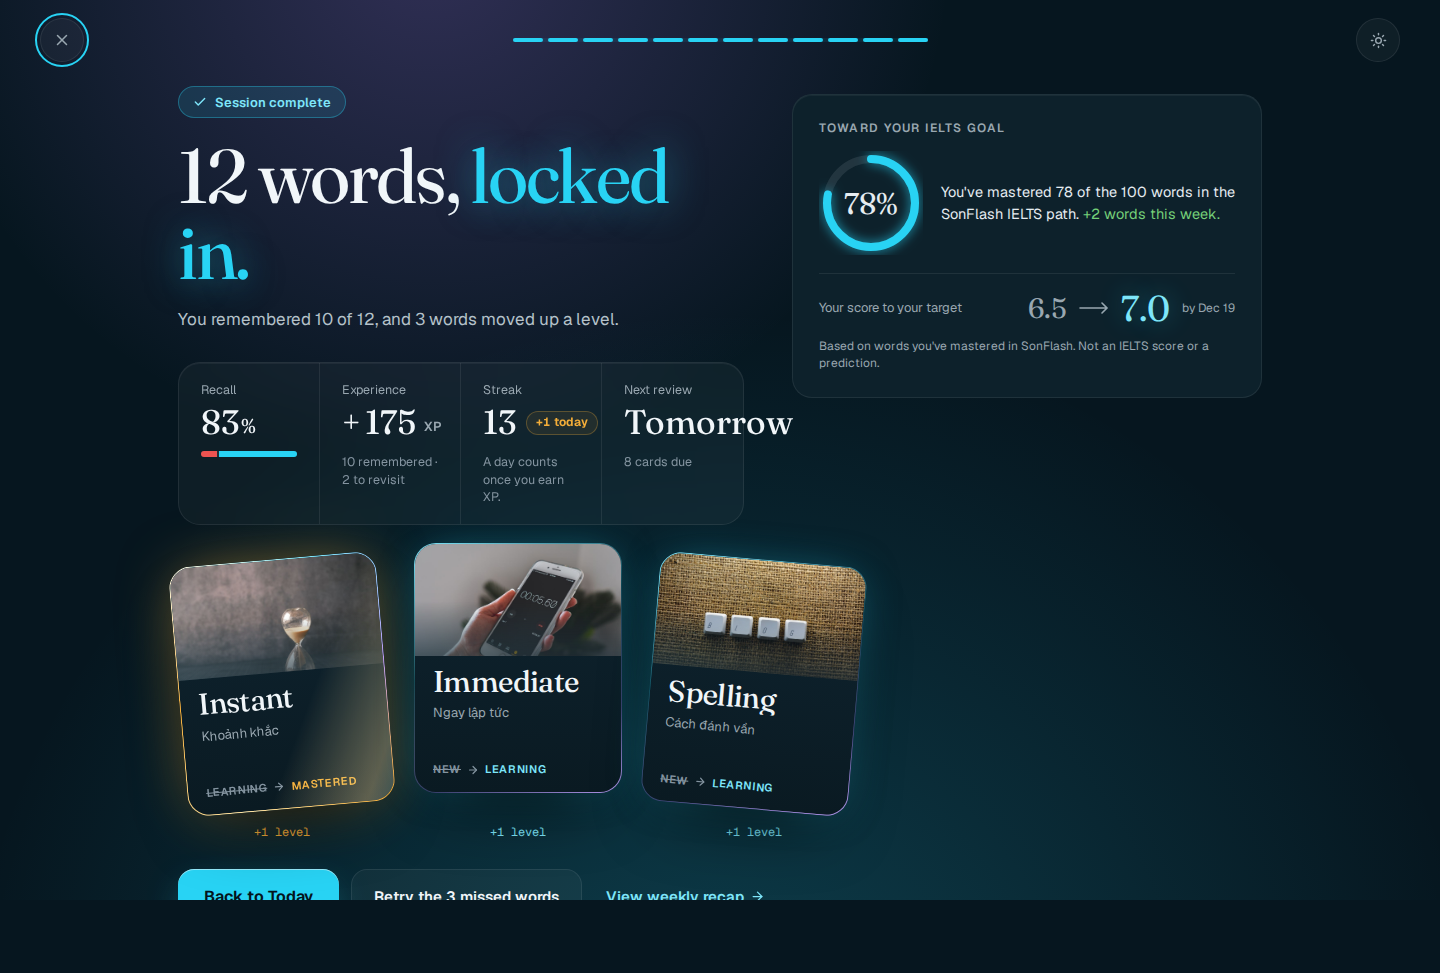 Session complete
12 words, locked
in.
You remembered 10 of 12, and 3 words moved up a level.
TOWARD YOUR IELTS GOAL
78%
You've mastered 78 of the 100 words in the
SonFlash IELTS path. +2 words this week.
Your score to your target
6.5 → 7.0 by Dec 19
Based on words you've mastered in SonFlash. Not an IELTS score or a
prediction.
Recall
83%
Experience
+175 XP
10 remembered ·
2 to revisit
Streak
13 +1 today
A day counts
once you earn
XP.
Next review
Tomorrow
8 cards due
Instant
Khoảnh khắc
LEARNING → MASTERED
+1 level
00:05.60
Immediate
Ngay lập tức
NEW → LEARNING
+1 level
Spelling
Cách đánh vần
NEW → LEARNING
+1 level
Back to Today
Retry the 3 missed words
View weekly recap →